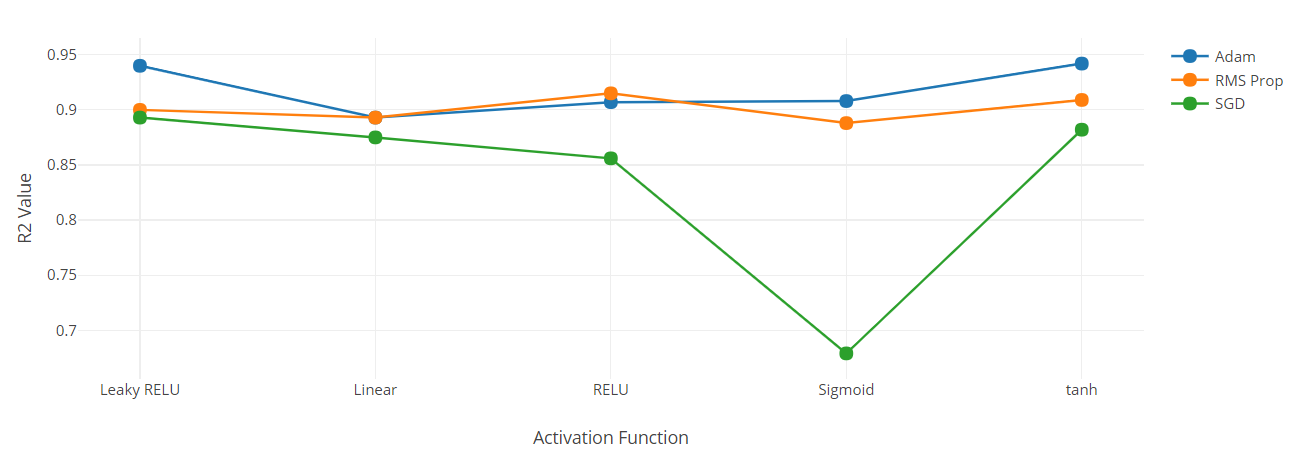 0.95
0.9
0.85
0.8
0.75
0.7
R2 Value
Leaky RELU
Linear
RELU
Sigmoid
tanh
Activation Function
Adam
RMS Prop
SGD